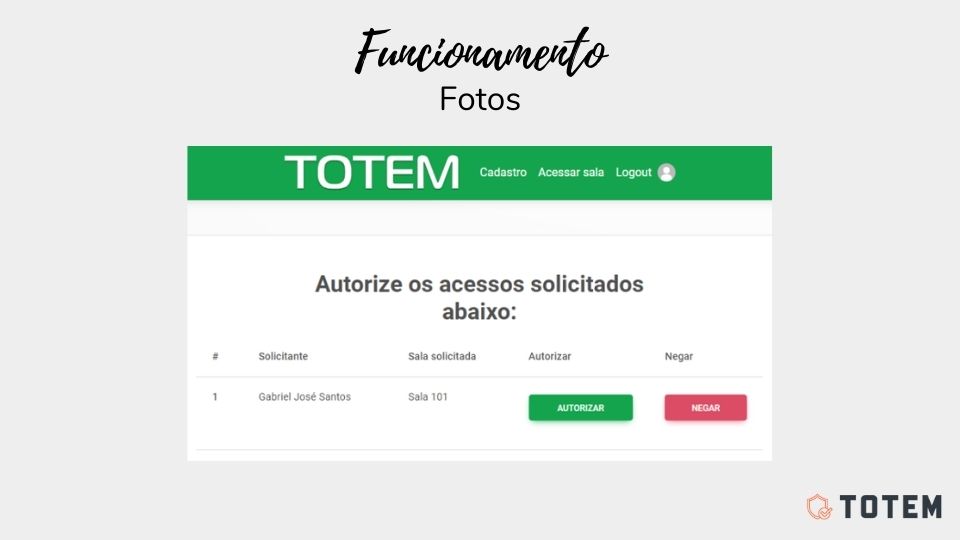 Funcionamento
Fotos
TOTEM Cadastro Acessar sala Logout
Autorize os acessos solicitados
abaixo:
# Solicitante Sala solicitada Autorizar Negar
1 Gabriel José Santos Sala 101 AUTORIZAR NEGAR
TOTEM